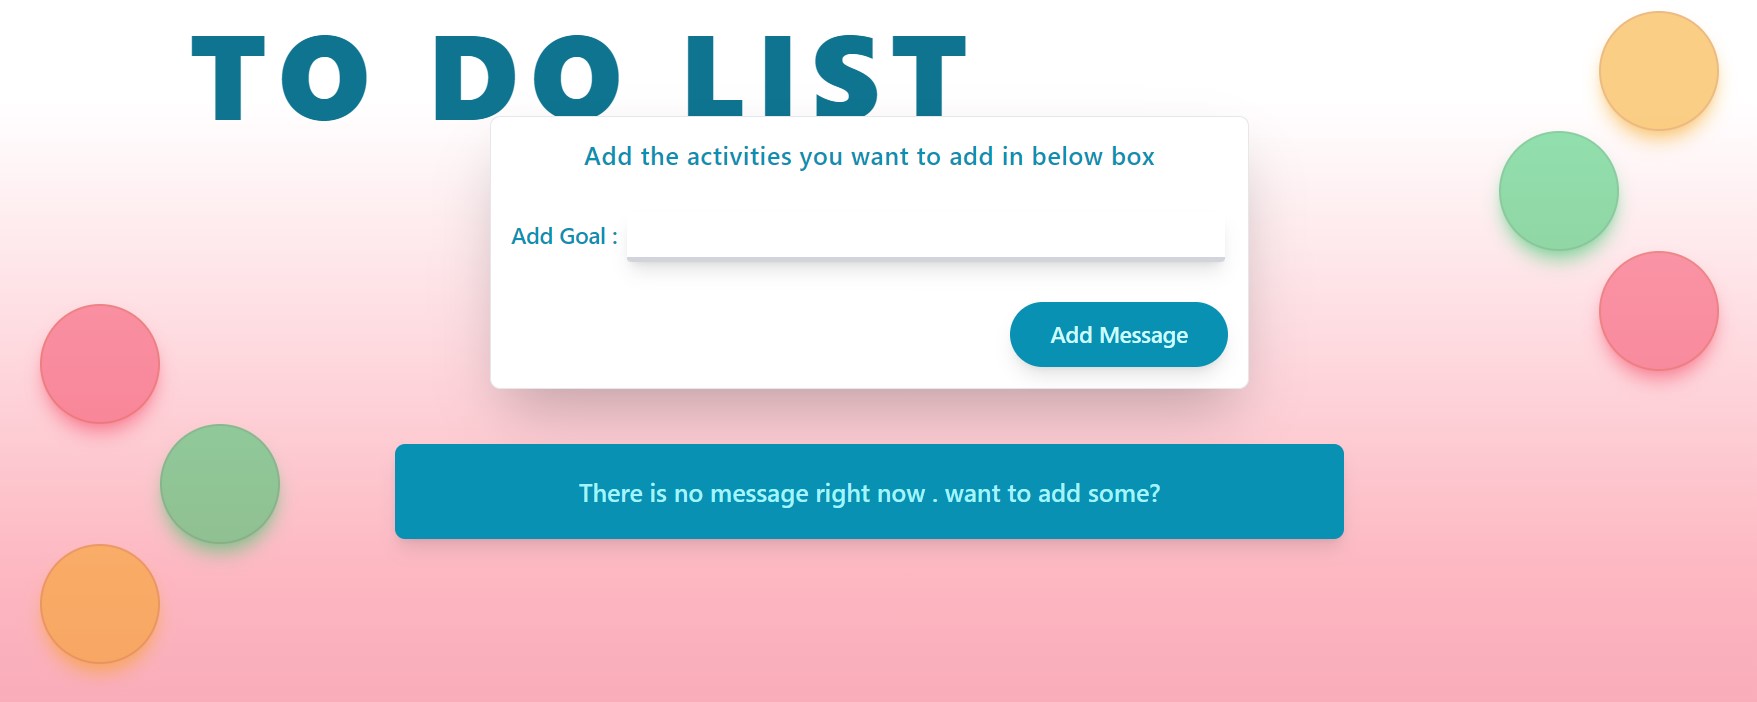 TO DO LIST
Add the activities you want to add in below box
Add Goal :
Add Message
There is no message right now . want to add some?